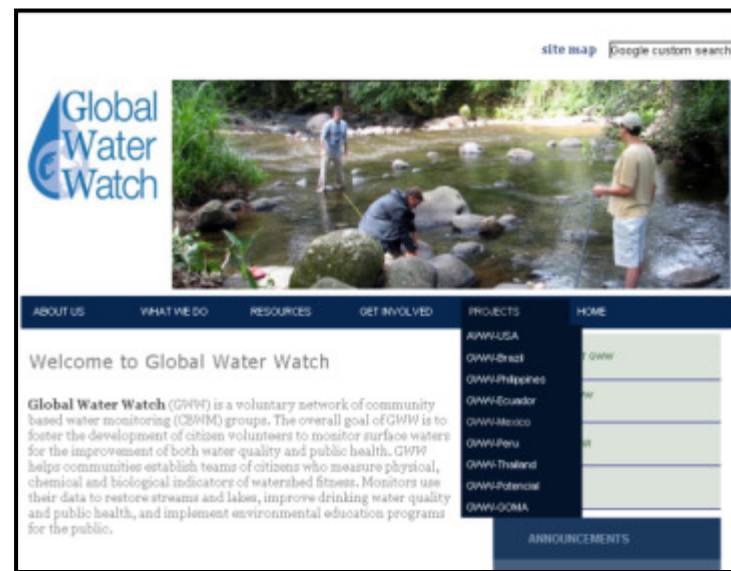 site map
Google custom search
Global
Water
Watch
ABOUT US
WHAT WE DO
RESOURCES
GET INVOLVED
PROJECTS
HOME
AWW-USA
GWW-Brazil
GWW-Philippines
GWW-Ecuador
GWW-Mexico
GWW-Peru
GWW-Thailand
GWW-Potencial
GWW-GOMA
GWW
Welcome to Global Water Watch
Global Water Watch (GWW) is a voluntary network of community
based water monitoring (CBWM) groups. The overall goal of GWW is to
foster the development of citizen volunteers to monitor surface waters
for the improvement of both water quality and public health. GWW
helps communities establish teams of citizens who measure physical,
chemical and biological indicators of watershed fitness. Monitors use
their data to restore streams and lakes, improve drinking water quality
and public health, and implement environmental education programs
for the public.
ANNOUNCEMENTS